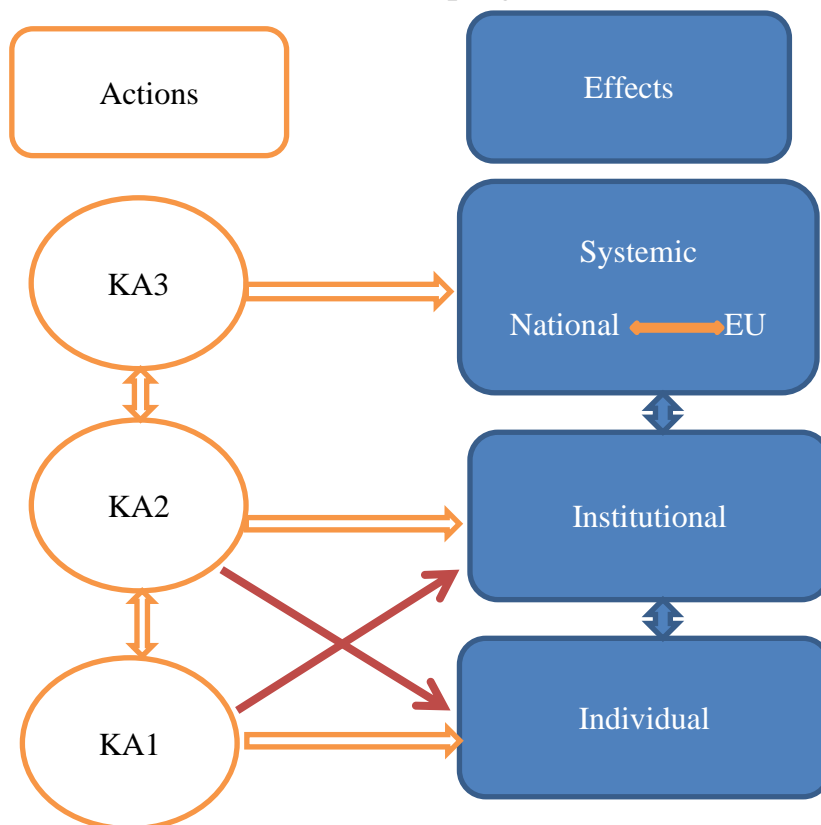 Actions
Effects
KA3
Systemic
National EU
KA2
Institutional
KA1
Individual